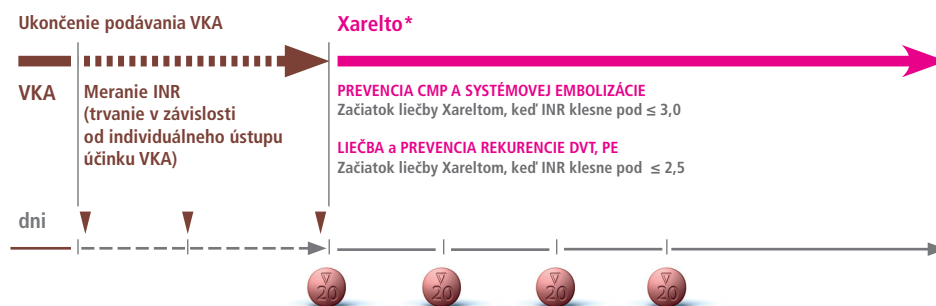 Ukončenie podávania VKA
Xarelto*
VKA
Meranie INR
(trvanie v závislosti
od individuálneho ústupu
účinku VKA)
PREVENCIA CMP A SYSTÉMOVEJ EMBOLIZÁCIE
Začiatok liečby Xareltom, keď INR klesne pod ≤ 3,0
LIEČBA a PREVENCIA REKURENCIE DVT, PE
Začiatok liečby Xareltom, keď INR klesne pod ≤ 2,5
dni
20
20
20
20